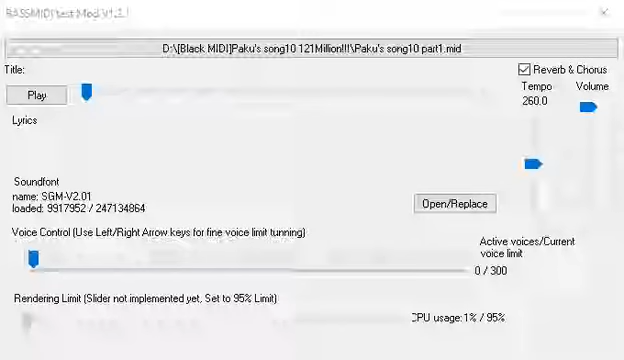 BASSMIDI test Mod V1.2.1
D:\[Black MIDI]Paku's song10 121Million!!!\Paku's song10 part1.mid
Title:
Reverb & Chorus
Play
Tempo
Volume
260.0
Lyrics
Soundfont
name: SGM-V2.01
loaded: 9917952 / 247134864
Open/Replace
Voice Control (Use Left/Right Arrow keys for fine voice limit tunning)
Active voices/Current
voice limit
0 / 300
Rendering Limit (Slider not implemented yet, Set to 95% Limit)
CPU usage: 1% / 95%